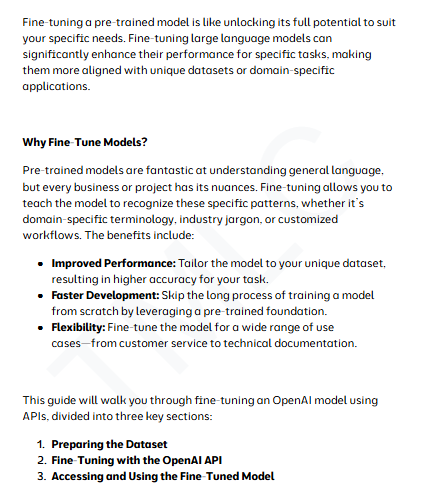 Fine-tuning a pre-trained model is like unlocking its full potential to suit
your specific needs. Fine-tuning large language models can
significantly enhance their performance for specific tasks, making
them more aligned with unique datasets or domain-specific
applications.
Why Fine-Tune Models?
Pre-trained models are fantastic at understanding general language,
but every business or project has its nuances. Fine-tuning allows you to
teach the model to recognize these specific patterns, whether it's
domain-specific terminology, industry jargon, or customized
workflows. The benefits include:
• Improved Performance: Tailor the model to your unique dataset,
resulting in higher accuracy for your task.
• Faster Development: Skip the long process of training a model
from scratch by leveraging a pre-trained foundation.
• Flexibility: Fine-tune the model for a wide range of use
cases—from customer service to technical documentation.
This guide will walk you through fine-tuning an OpenAI model using
APIs, divided into three key sections:
1. Preparing the Dataset
2. Fine-Tuning with the OpenAI API
3. Accessing and Using the Fine-Tuned Model